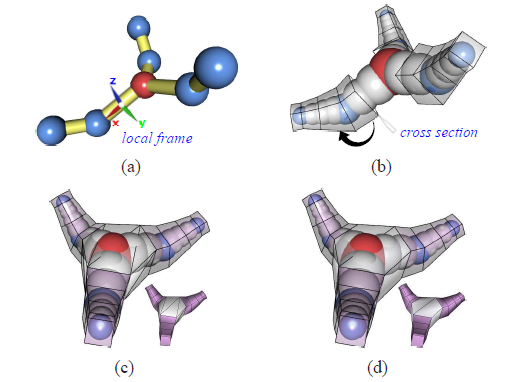 z
x
y
local frame
cross section
(a)
(b)
(c)
(d)